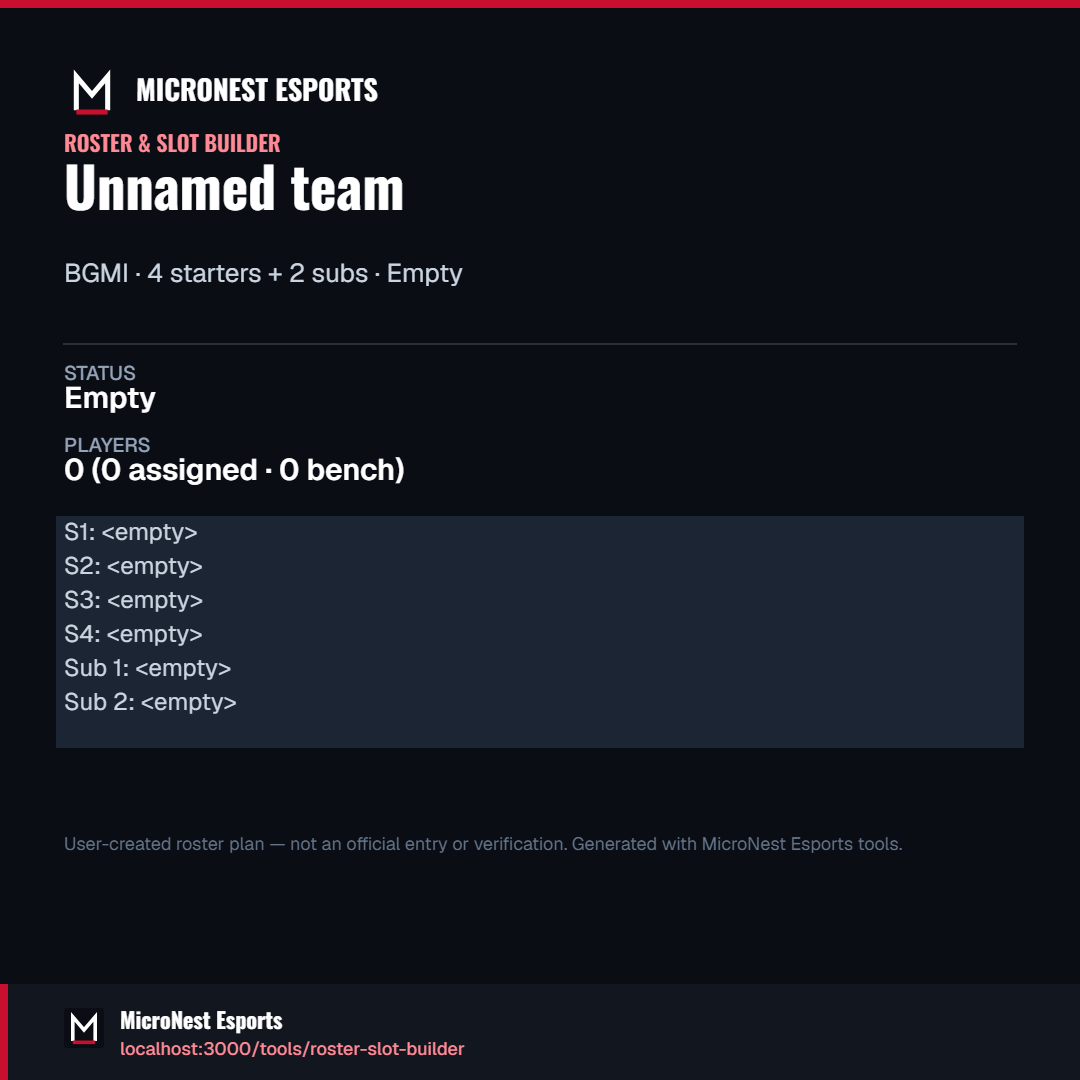 MICRONEST ESPORTS
ROSTER & SLOT BUILDER
Unnamed team
BGMI · 4 starters + 2 subs · Empty
STATUS
Empty
PLAYERS
0 (0 assigned · 0 bench)
S1: <empty>
S2: <empty>
S3: <empty>
S4: <empty>
Sub 1: <empty>
Sub 2: <empty>
User-created roster plan — not an official entry or verification. Generated with MicroNest Esports tools.
MicroNest Esports
localhost:3000/tools/roster-slot-builder